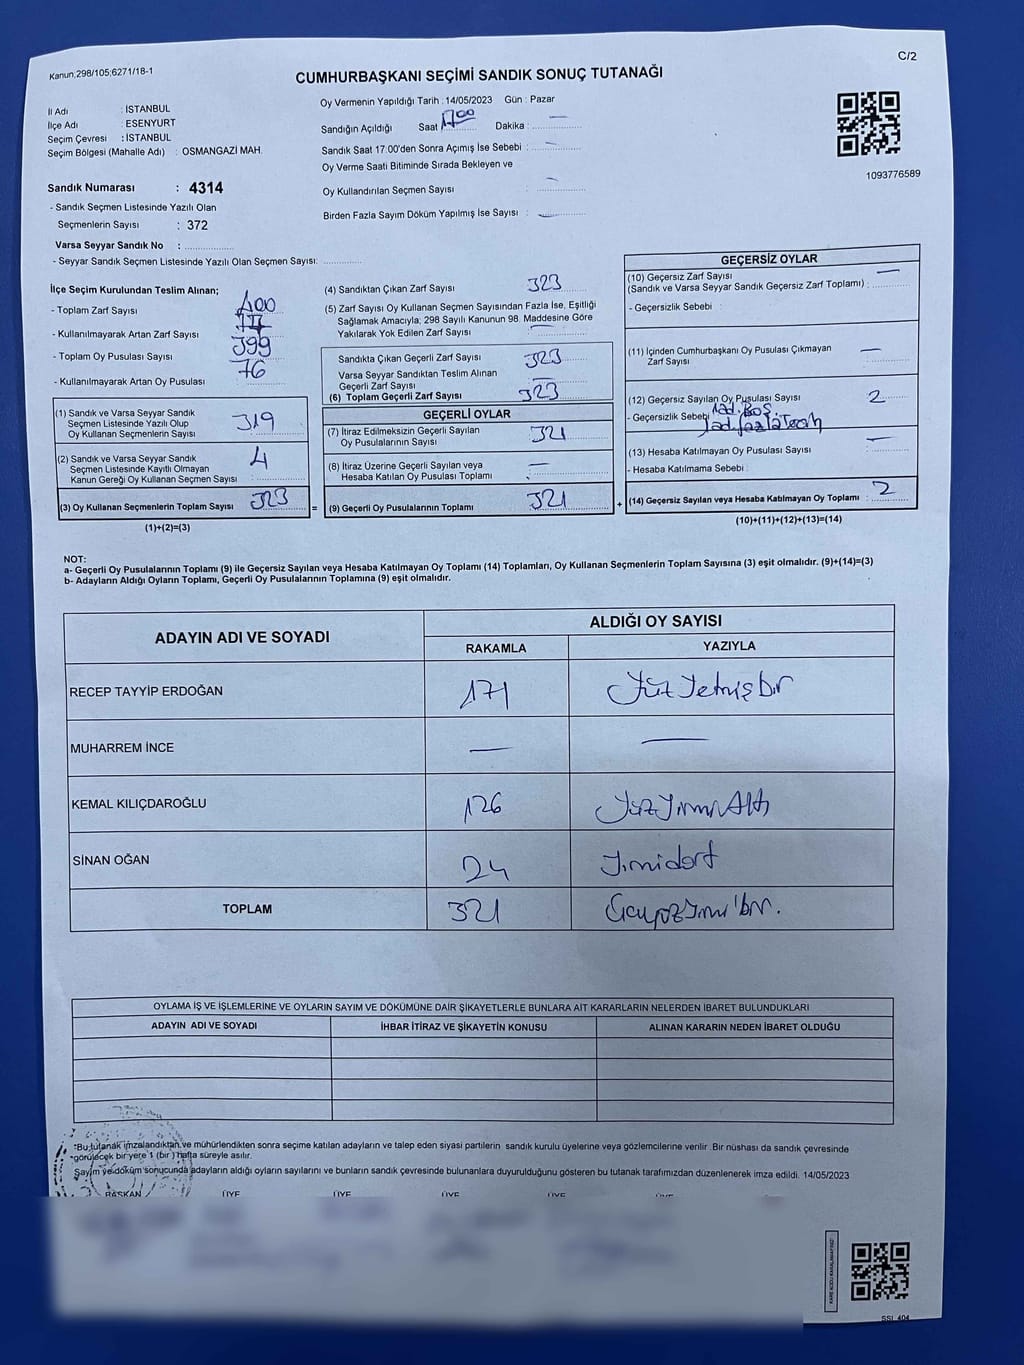 Kanun;298/105;6271/18-1
C/2
CUMHURBAŞKANI SEÇİMİ SANDIK SONUÇ TUTANAĞI
İl Adı : İSTANBUL
İlçe Adı : ESENYURT
Seçim Çevresi : İSTANBUL
Seçim Bölgesi (Mahalle Adı) : OSMANGAZİ MAH.
Sandık Numarası : 4314
- Sandık Seçmen Listesinde Yazılı Olan
Seçmenlerin Sayısı : 372
Varsa Seyyar Sandık No :
- Seyyar Sandık Seçmen Listesinde Yazılı Olan Seçmen Sayısı:
Oy Vermenin Yapıldığı Tarih : 14/05/2023 Gün : Pazar
Sandığın Açıldığı Saat 17:00 Dakika : —
Sandık Saat 17:00'den Sonra Açımış İse Sebebi : —
Oy Verme Saati Bitiminde Sırada Bekleyen ve
Oy Kullandırılan Seçmen Sayısı : —
Birden Fazla Sayım Döküm Yapılmış İse Sayısı : —
1093776589
İlçe Seçim Kurulundan Teslim Alınan;
- Toplam Zarf Sayısı 400
- Kullanılmayarak Artan Zarf Sayısı 77
- Toplam Oy Pusulası Sayısı 399
- Kullanılmayarak Artan Oy Pusulası 76
(1) Sandık ve Varsa Seyyar Sandık
Seçmen Listesinde Yazılı Olup
Oy Kullanan Seçmenlerin Sayısı 319
(2) Sandık ve Varsa Seyyar Sandık
Seçmen Listesinde Kayıtlı Olmayan
Kanun Gereği Oy Kullanan Seçmen Sayısı 4
(3) Oy Kullanan Seçmenlerin Toplam Sayısı 323
(1)+(2)=(3)
(4) Sandıktan Çıkan Zarf Sayısı 323
(5) Zarf Sayısı Oy Kullanan Seçmen Sayısından Fazla İse, Eşitliği
Sağlamak Amacıyla; 298 Sayılı Kanunun 98. Maddesine Göre
Yakılarak Yok Edilen Zarf Sayısı —
Sandıkta Çıkan Geçerli Zarf Sayısı 323
Varsa Seyyar Sandıktan Teslim Alınan
Geçerli Zarf Sayısı —
(6) Toplam Geçerli Zarf Sayısı 323
GEÇERLİ OYLAR
(7) İtiraz Edilmeksizin Geçerli Sayılan
Oy Pusulalarının Sayısı 321
(8) İtiraz Üzerine Geçerli Sayılan veya
Hesaba Katılan Oy Pusulası Toplamı —
= (9) Geçerli Oy Pusulalarının Toplamı 321 +
GEÇERSİZ OYLAR
(10) Geçersiz Zarf Sayısı —
(Sandık ve Varsa Seyyar Sandık Geçersiz Zarf Toplamı) :
- Geçersizlik Sebebi :
(11) İçinden Cumhurbaşkanı Oy Pusulası Çıkmayan
Zarf Sayısı —
(12) Geçersiz Sayılan Oy Pusulası Sayısı 2
- Geçersizlik Sebebi 1ad. Boş
1ad. fazla
(13) Hesaba Katılmayan Oy Pusulası Sayısı —
- Hesaba Katılmama Sebebi :
(14) Geçersiz Sayılan veya Hesaba Katılmayan Oy Toplamı : 2
(10)+(11)+(12)+(13)=(14)
NOT:
a- Geçerli Oy Pusulalarının Toplamı (9) ile Geçersiz Sayılan veya Hesaba Katılmayan Oy Toplamı (14) Toplamları, Oy Kullanan Seçmenlerin Toplam Sayısına (3) eşit olmalıdır. (9)+(14)=(3)
b- Adayların Aldığı Oyların Toplamı, Geçerli Oy Pusulalarının Toplamına (9) eşit olmalıdır.
ADAYIN ADI VE SOYADI
ALDIĞI OY SAYISI
RAKAMLA YAZIYLA
RECEP TAYYİP ERDOĞAN 171 Yüz Yetmiş bir
MUHARREM İNCE — —
KEMAL KILIÇDAROĞLU 126 Yüz Yirmi Altı
SİNAN OĞAN 24 Yirmidört
TOPLAM 321 Üçyüz Yirmi bir.
OYLAMA İŞ VE İŞLEMLERİNE VE OYLARIN SAYIM VE DÖKÜMÜNE DAİR ŞİKAYETLERLE BUNLARA AİT KARARLARIN NELERDEN İBARET BULUNDUKLARI
ADAYIN ADI VE SOYADI İHBAR İTİRAZ VE ŞİKAYETİN KONUSU ALINAN KARARIN NEDEN İBARET OLDUĞU
*Bu tutanak imzalandıktan ve mühürlendikten sonra seçime katılan adayların ve talep eden siyasi partilerin sandık kurulu üyelerine veya gözlemcilerine verilir. Bir nüshası da sandık çevresinde
görülecek bir yere 1 (bir) hafta süreyle asılır.
Sayım ve döküm sonucunda adayların aldığı oyların sayılarını ve bunların sandık çevresinde bulunanlara duyurulduğunu gösteren bu tutanak tarafımızdan düzenlenerek imza edildi. 14/05/2023
BAŞKAN ÜYE ÜYE ÜYE ÜYE
SSİ_404